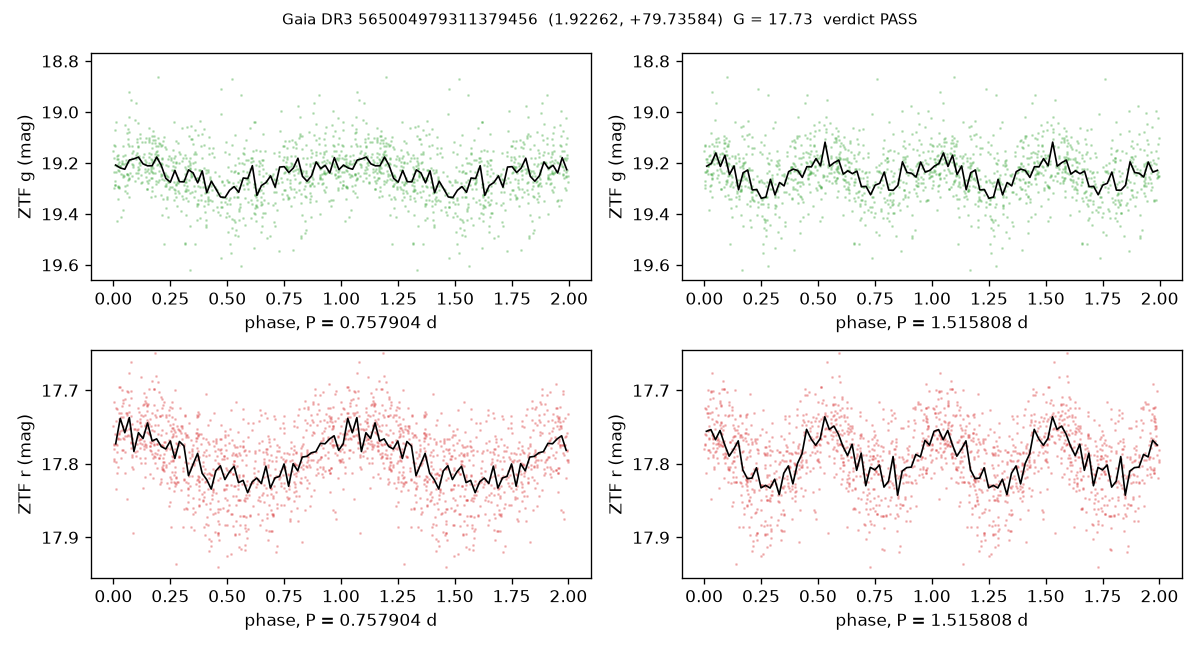 Gaia DR3 565004979311379456 (1.92262, +79.73584) G = 17.73 verdict PASS
ZTF g (mag)
18.8
19.0
19.2
19.4
19.6
0.00 0.25 0.50 0.75 1.00 1.25 1.50 1.75 2.00
phase, P = 0.757904 d
ZTF g (mag)
18.8
19.0
19.2
19.4
19.6
0.00 0.25 0.50 0.75 1.00 1.25 1.50 1.75 2.00
phase, P = 1.515808 d
ZTF r (mag)
17.7
17.8
17.9
0.00 0.25 0.50 0.75 1.00 1.25 1.50 1.75 2.00
phase, P = 0.757904 d
ZTF r (mag)
17.7
17.8
17.9
0.00 0.25 0.50 0.75 1.00 1.25 1.50 1.75 2.00
phase, P = 1.515808 d